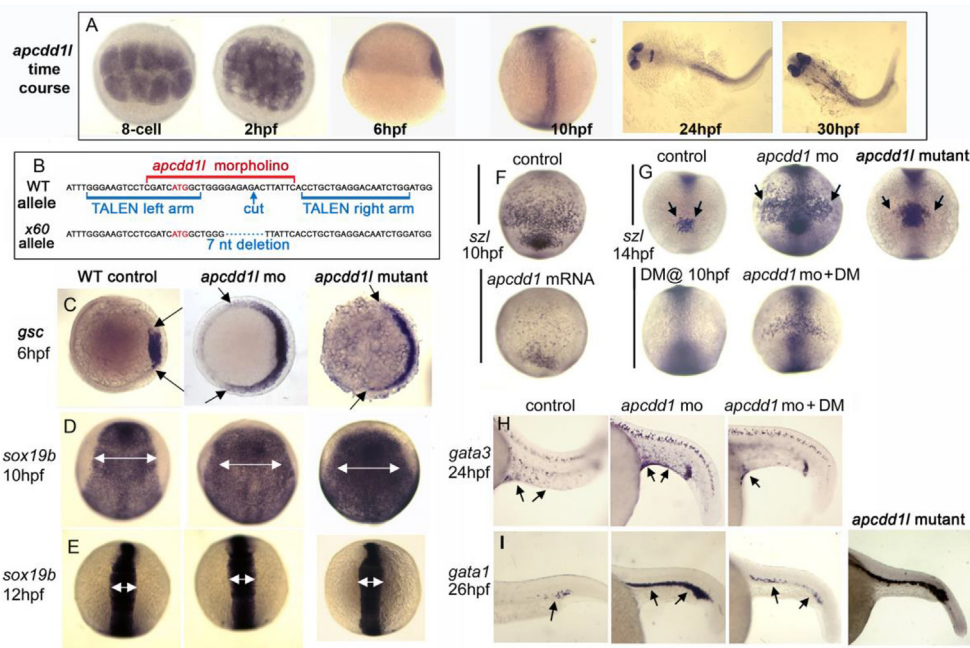 A
apcdd1l
time
course
8-cell 2hpf 6hpf 10hpf 24hpf 30hpf
B
apcdd1l morpholino
WT
allele
ATTTGGGAAGTCCTCGATCATGGCTGGGGAGAGACTTATTCACCTGCTGAGGACAATCTGGATGG
TALEN left arm cut TALEN right arm
x60
allele
ATTTGGGAAGTCCTCGATCATGGCTGGG--------TTATTCACCTGCTGAGGACAATCTGGATGG
7 nt deletion
WT control apcdd1l mo apcdd1l mutant
C
gsc
6hpf
D
sox19b
10hpf
E
sox19b
12hpf
control
F
szl
10hpf
apcdd1 mRNA
control apcdd1 mo apcdd1l mutant
G
szl
14hpf
DM@ 10hpf apcdd1 mo+DM
control apcdd1 mo apcdd1 mo + DM
H
gata3
24hpf
I
gata1
26hpf
apcdd1l mutant